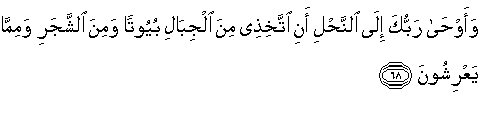 وَأَوْحَىٰ رَبُّكَ إِلَى ٱلنَّحْلِ أَنِ ٱتَّخِذِى مِنَ ٱلْجِبَالِ بُيُوتًا وَمِنَ ٱلشَّجَرِ وَمِمَّا
يَعْرِشُونَ ٦٨